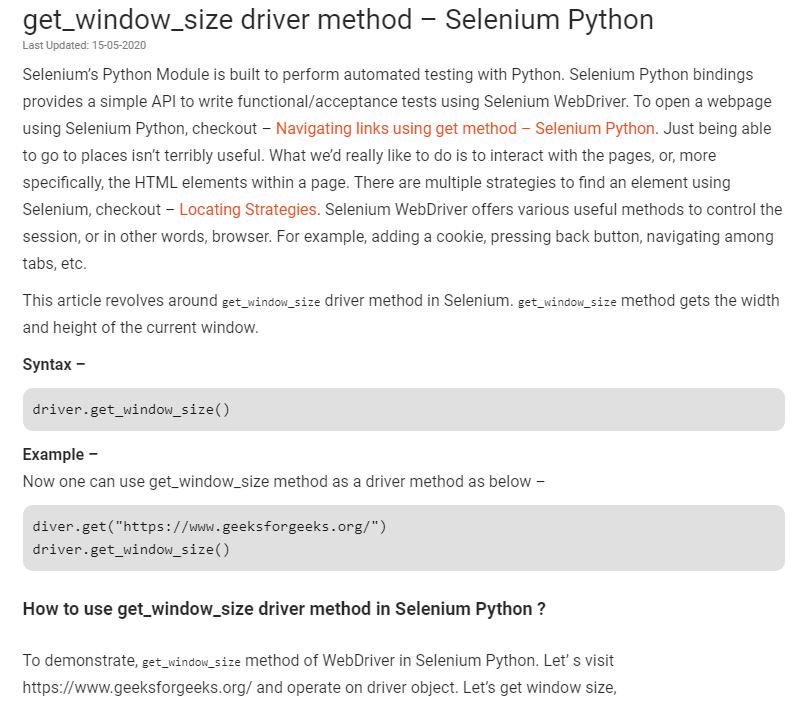 get_window_size driver method – Selenium Python
Last Updated: 15-05-2020
Selenium’s Python Module is built to perform automated testing with Python. Selenium Python bindings
provides a simple API to write functional/acceptance tests using Selenium WebDriver. To open a webpage
using Selenium Python, checkout – Navigating links using get method – Selenium Python. Just being able
to go to places isn’t terribly useful. What we’d really like to do is to interact with the pages, or, more
specifically, the HTML elements within a page. There are multiple strategies to find an element using
Selenium, checkout – Locating Strategies. Selenium WebDriver offers various useful methods to control the
session, or in other words, browser. For example, adding a cookie, pressing back button, navigating among
tabs, etc.
This article revolves around get_window_size driver method in Selenium. get_window_size method gets the width
and height of the current window.
Syntax –
driver.get_window_size()
Example –
Now one can use get_window_size method as a driver method as below –
diver.get("https://www.geeksforgeeks.org/")
driver.get_window_size()
How to use get_window_size driver method in Selenium Python ?
To demonstrate, get_window_size method of WebDriver in Selenium Python. Let’ s visit
https://www.geeksforgeeks.org/ and operate on driver object. Let’s get window size,